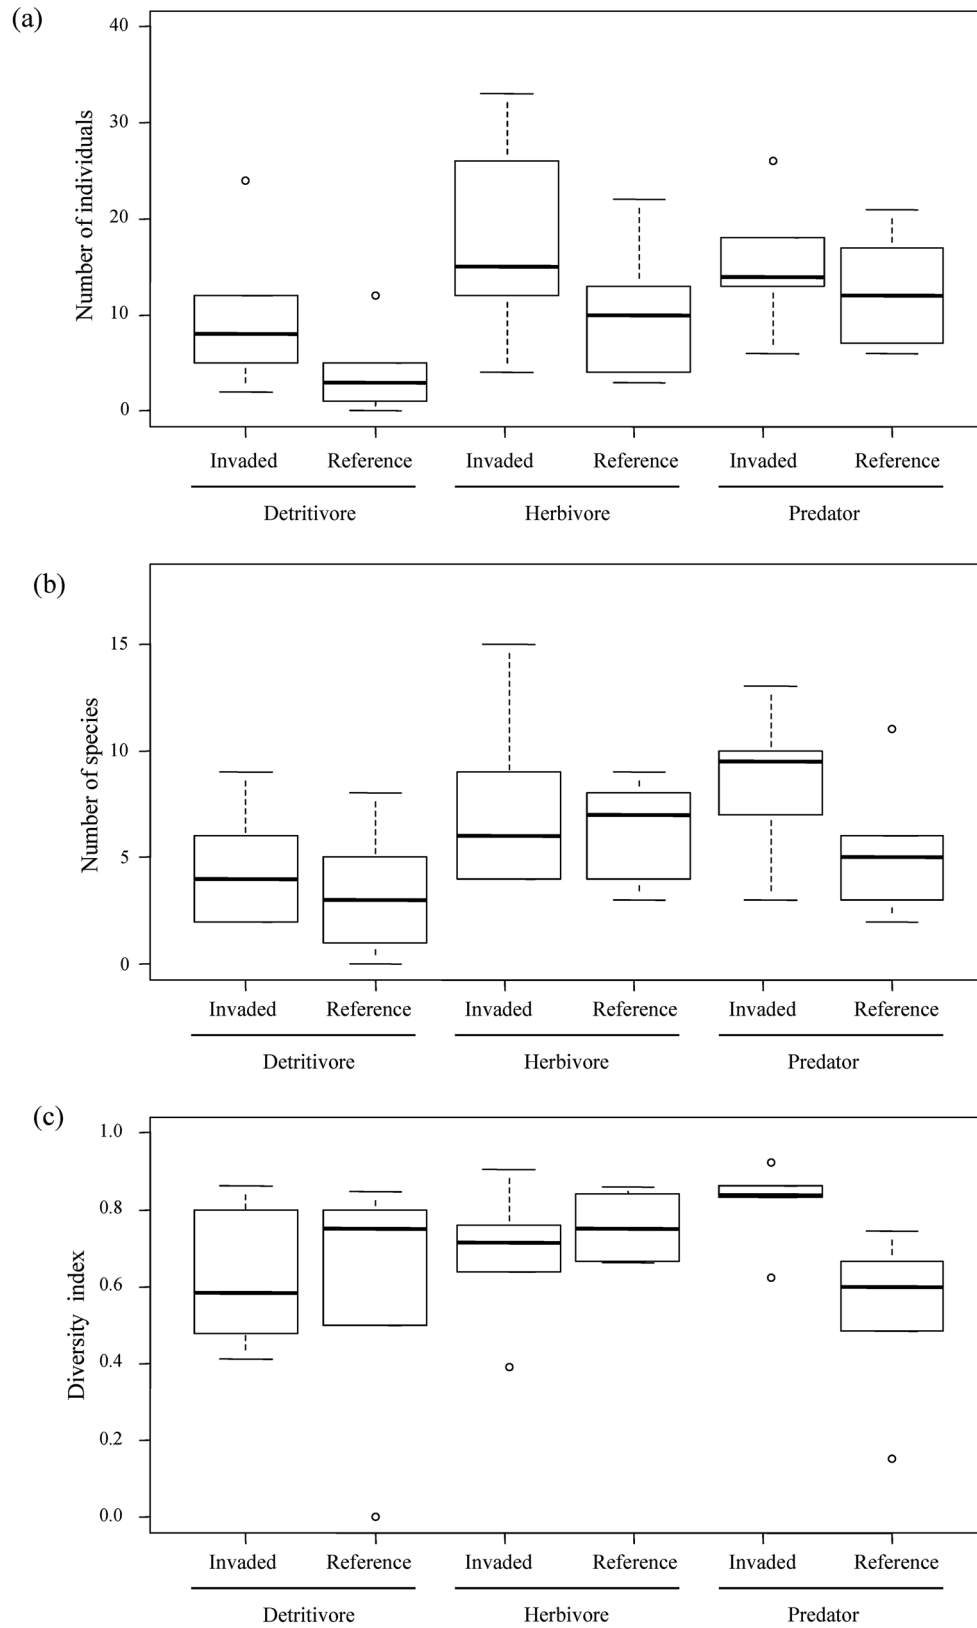 (a)
Number of individuals
40
30
20
10
0
Invaded Reference Invaded Reference Invaded Reference
Detritivore Herbivore Predator
(b)
Number of species
15
10
5
0
Invaded Reference Invaded Reference Invaded Reference
Detritivore Herbivore Predator
(c)
Diversity index
1.0
0.8
0.6
0.4
0.2
0.0
Invaded Reference Invaded Reference Invaded Reference
Detritivore Herbivore Predator